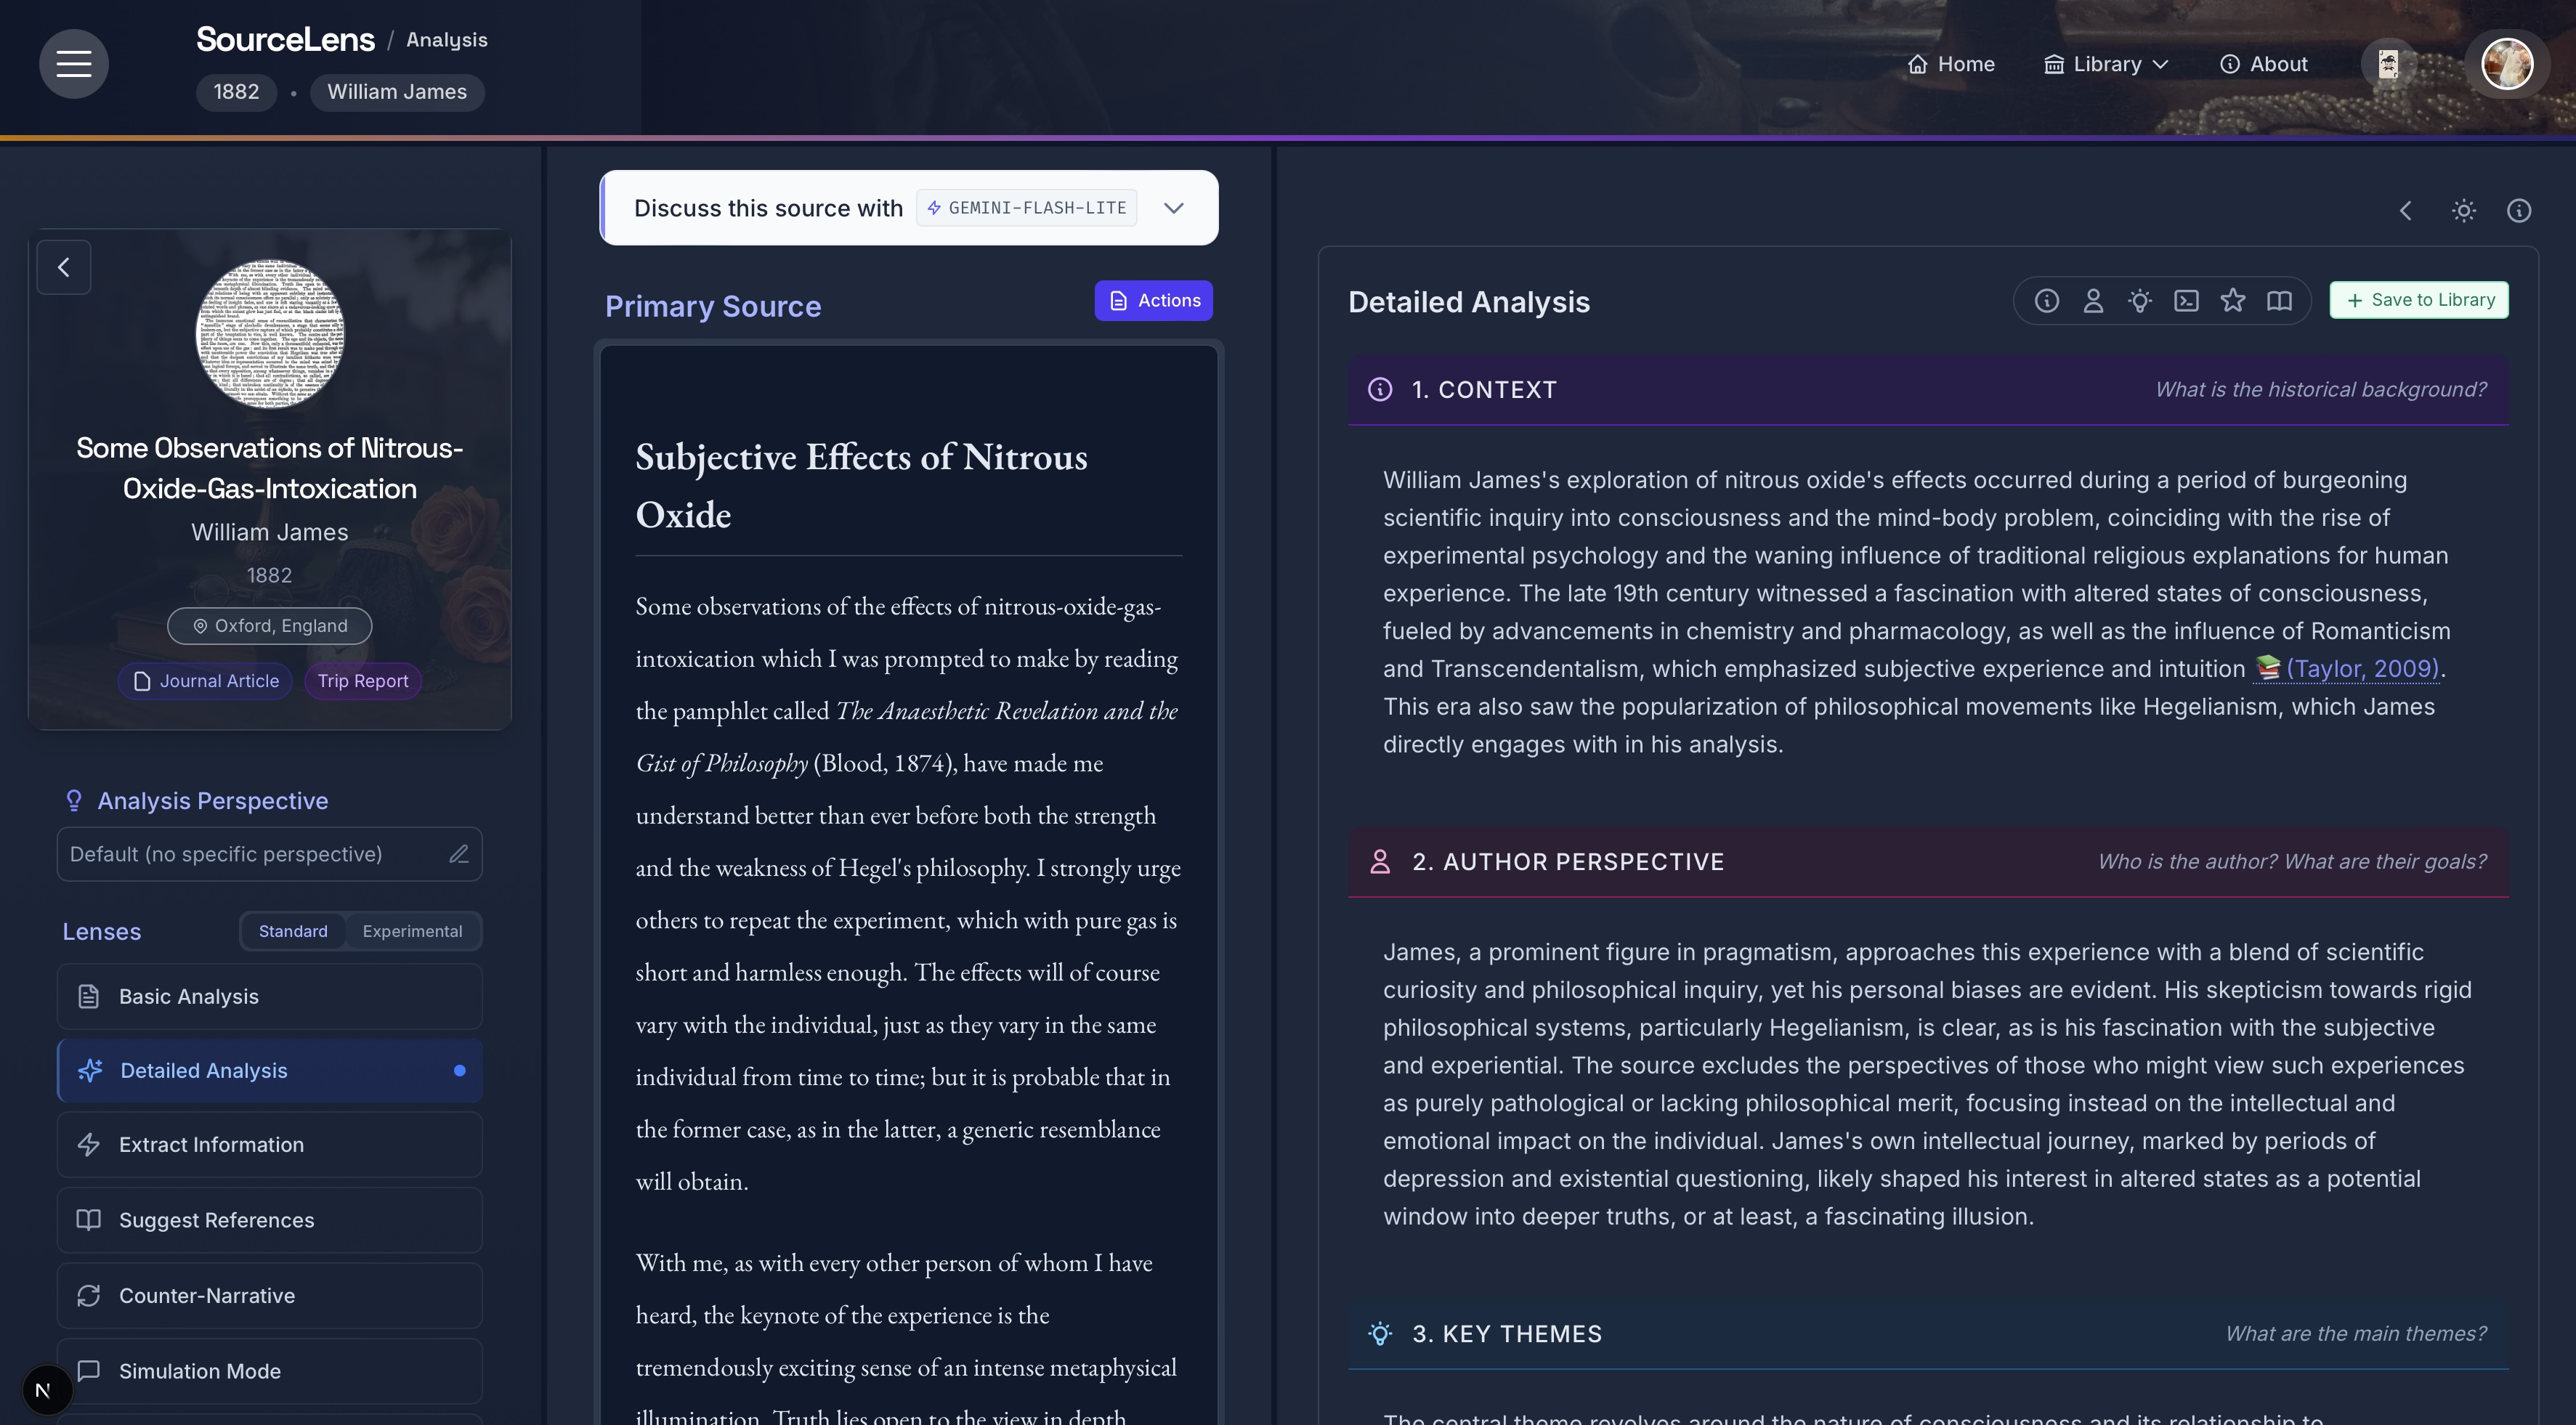 SourceLens / Analysis
1882 • William James
Home
Library
About
Some Observations of Nitrous-
Oxide-Gas-Intoxication
William James
1882
Oxford, England
Journal Article
Trip Report
Analysis Perspective
Default (no specific perspective)
Lenses
Standard
Experimental
Basic Analysis
Detailed Analysis
Extract Information
Suggest References
Counter-Narrative
Simulation Mode
N
Discuss this source with GEMINI-FLASH-LITE
Primary Source
Actions
Subjective Effects of Nitrous
Oxide
Some observations of the effects of nitrous-oxide-gas-
intoxication which I was prompted to make by reading
the pamphlet called The Anaesthetic Revelation and the
Gist of Philosophy (Blood, 1874), have made me
understand better than ever before both the strength
and the weakness of Hegel's philosophy. I strongly urge
others to repeat the experiment, which with pure gas is
short and harmless enough. The effects will of course
vary with the individual, just as they vary in the same
individual from time to time; but it is probable that in
the former case, as in the latter, a generic resemblance
will obtain.
With me, as with every other person of whom I have
heard, the keynote of the experience is the
tremendously exciting sense of an intense metaphysical
illumination. Truth lies open to the view in depth
Detailed Analysis
+ Save to Library
1. CONTEXT
What is the historical background?
William James's exploration of nitrous oxide's effects occurred during a period of burgeoning
scientific inquiry into consciousness and the mind-body problem, coinciding with the rise of
experimental psychology and the waning influence of traditional religious explanations for human
experience. The late 19th century witnessed a fascination with altered states of consciousness,
fueled by advancements in chemistry and pharmacology, as well as the influence of Romanticism
and Transcendentalism, which emphasized subjective experience and intuition 📚 (Taylor, 2009).
This era also saw the popularization of philosophical movements like Hegelianism, which James
directly engages with in his analysis.
2. AUTHOR PERSPECTIVE
Who is the author? What are their goals?
James, a prominent figure in pragmatism, approaches this experience with a blend of scientific
curiosity and philosophical inquiry, yet his personal biases are evident. His skepticism towards rigid
philosophical systems, particularly Hegelianism, is clear, as is his fascination with the subjective
and experiential. The source excludes the perspectives of those who might view such experiences
as purely pathological or lacking philosophical merit, focusing instead on the intellectual and
emotional impact on the individual. James's own intellectual journey, marked by periods of
depression and existential questioning, likely shaped his interest in altered states as a potential
window into deeper truths, or at least, a fascinating illusion.
3. KEY THEMES
What are the main themes?
The central theme revolves around the nature of consciousness and its relationship to